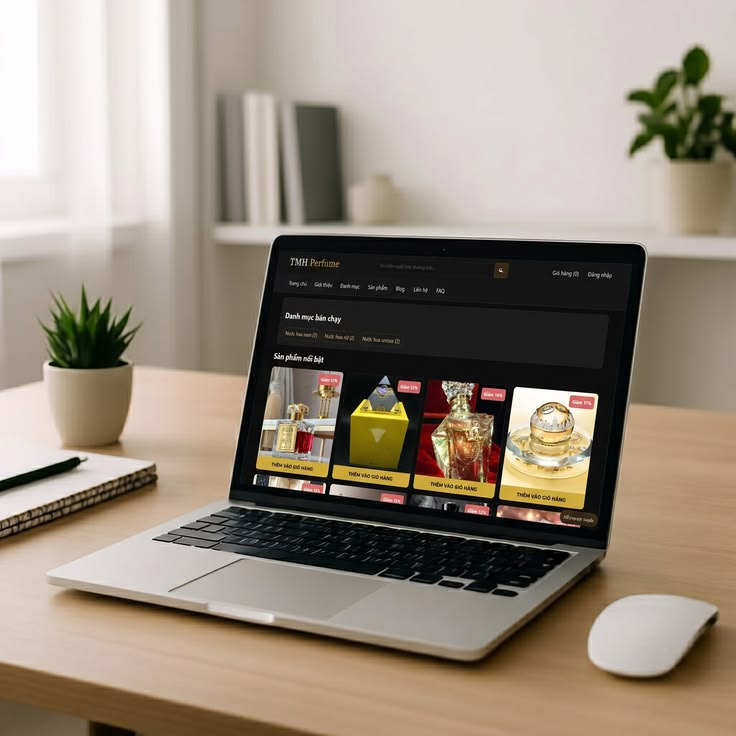 TMH Perfume
Giỏ hàng (0) Đăng nhập
Trang chủ Giới thiệu Danh mục Sản phẩm Blog Liên hệ FAQ
Danh mục bán chạy
Nước hoa nam (7) Nước hoa nữ (2) Nước hoa unisex (2)
Sản phẩm nổi bật
Giảm 12% Giảm 14% Giảm 17%
THÊM VÀO GIỎ HÀNG THÊM VÀO GIỎ HÀNG THÊM VÀO GIỎ HÀNG THÊM VÀO GIỎ HÀNG
Giảm 12%